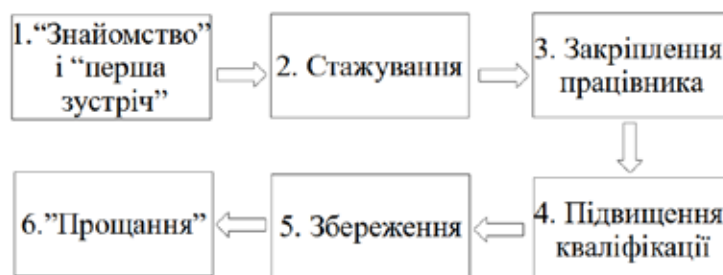 1.“Знайомство”
і “перша
зустріч”
2. Стажування
3. Закріплення
працівника
4. Підвищення
кваліфікації
5. Збереження
6.”Прощання”